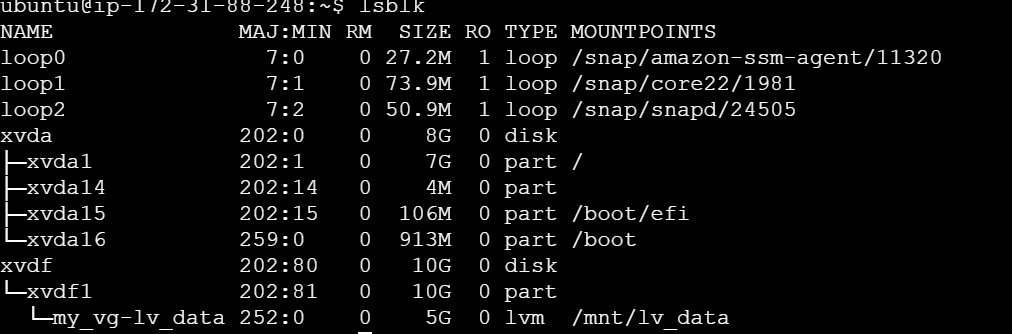 ubuntu@ip-172-31-88-248:~$ lsblk
NAME                MAJ:MIN RM  SIZE RO TYPE MOUNTPOINTS
loop0                 7:0    0 27.2M  1 loop /snap/amazon-ssm-agent/11320
loop1                 7:1    0 73.9M  1 loop /snap/core22/1981
loop2                 7:2    0 50.9M  1 loop /snap/snapd/24505
xvda                202:0    0    8G  0 disk
├─xvda1             202:1    0    7G  0 part /
├─xvda14            202:14   0    4M  0 part
├─xvda15            202:15   0  106M  0 part /boot/efi
└─xvda16            259:0    0  913M  0 part /boot
xvdf                202:80   0   10G  0 disk
└─xvdf1             202:81   0   10G  0 part
  └─my_vg-lv_data 252:0    0    5G  0 lvm  /mnt/lv_data